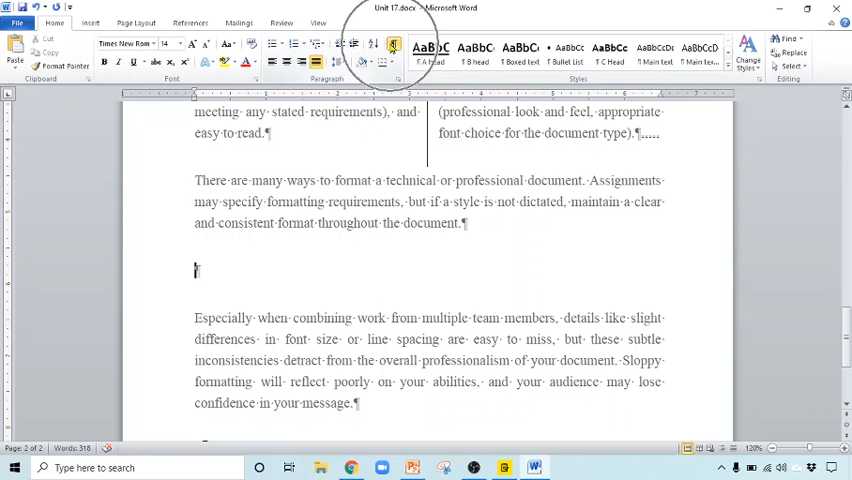 Unit 17.docx - Microsoft Word
File Home Insert Page Layout References Mailings Review View
Cut
Copy
Paste
Format Painter
Clipboard
Times New Rom 14
Font
Paragraph
AaBbC AaBbCc AaBbCc • AaBbCc AaBbCc AaBbCc AaBbCcD
¶ A head ¶ B head ¶ Boxed text ¶ Bullet List ¶ C Head ¶ Main text ¶ Main text...
Styles
Change
Styles
Find
Replace
Select
Editing
meeting any stated requirements), and
easy to read.¶
(professional look and feel, appropriate
font choice for the document type).¶
There are many ways to format a technical or professional document. Assignments
may specify formatting requirements, but if a style is not dictated, maintain a clear
and consistent format throughout the document.¶
¶
Especially when combining work from multiple team members, details like slight
differences in font size or line spacing are easy to miss, but these subtle
inconsistencies detract from the overall professionalism of your document. Sloppy
formatting will reflect poorly on your abilities, and your audience may lose
confidence in your message.¶
Page: 2 of 2 Words: 318 120%
Type here to search